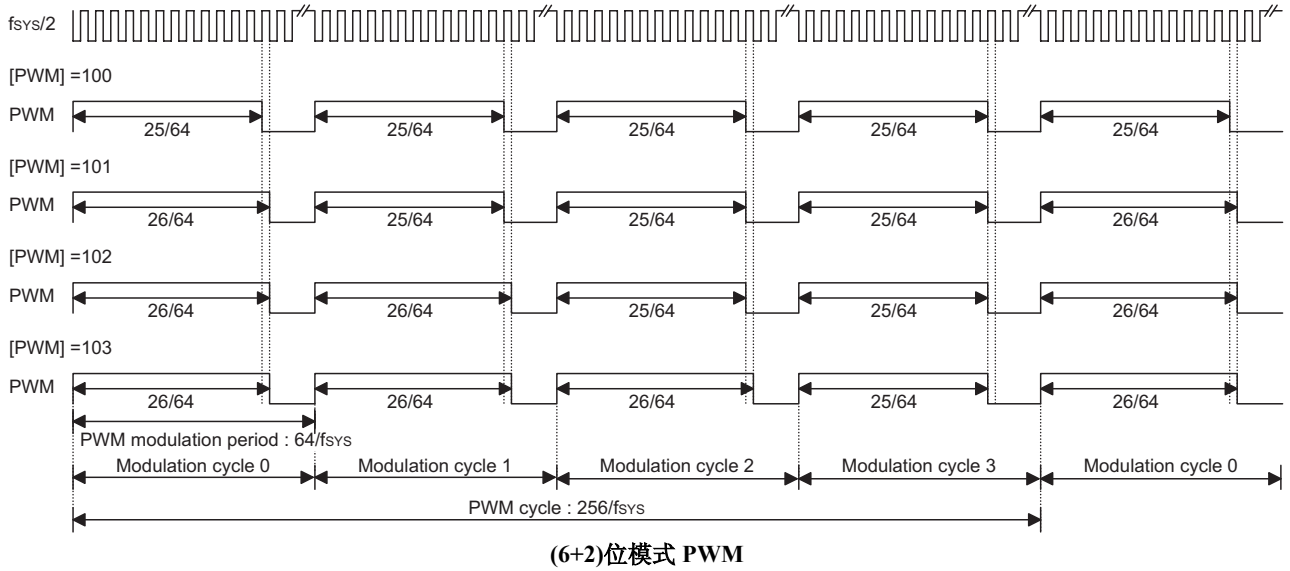 fSYS/2
[PWM] =100
PWM
25/64 25/64 25/64 25/64 25/64
[PWM] =101
PWM
26/64 25/64 25/64 25/64 26/64
[PWM] =102
PWM
26/64 26/64 25/64 25/64 26/64
[PWM] =103
PWM
26/64 26/64 26/64 25/64 26/64
PWM modulation period : 64/fSYS
Modulation cycle 0 Modulation cycle 1 Modulation cycle 2 Modulation cycle 3 Modulation cycle 0
PWM cycle : 256/fSYS
(6+2)位模式 PWM